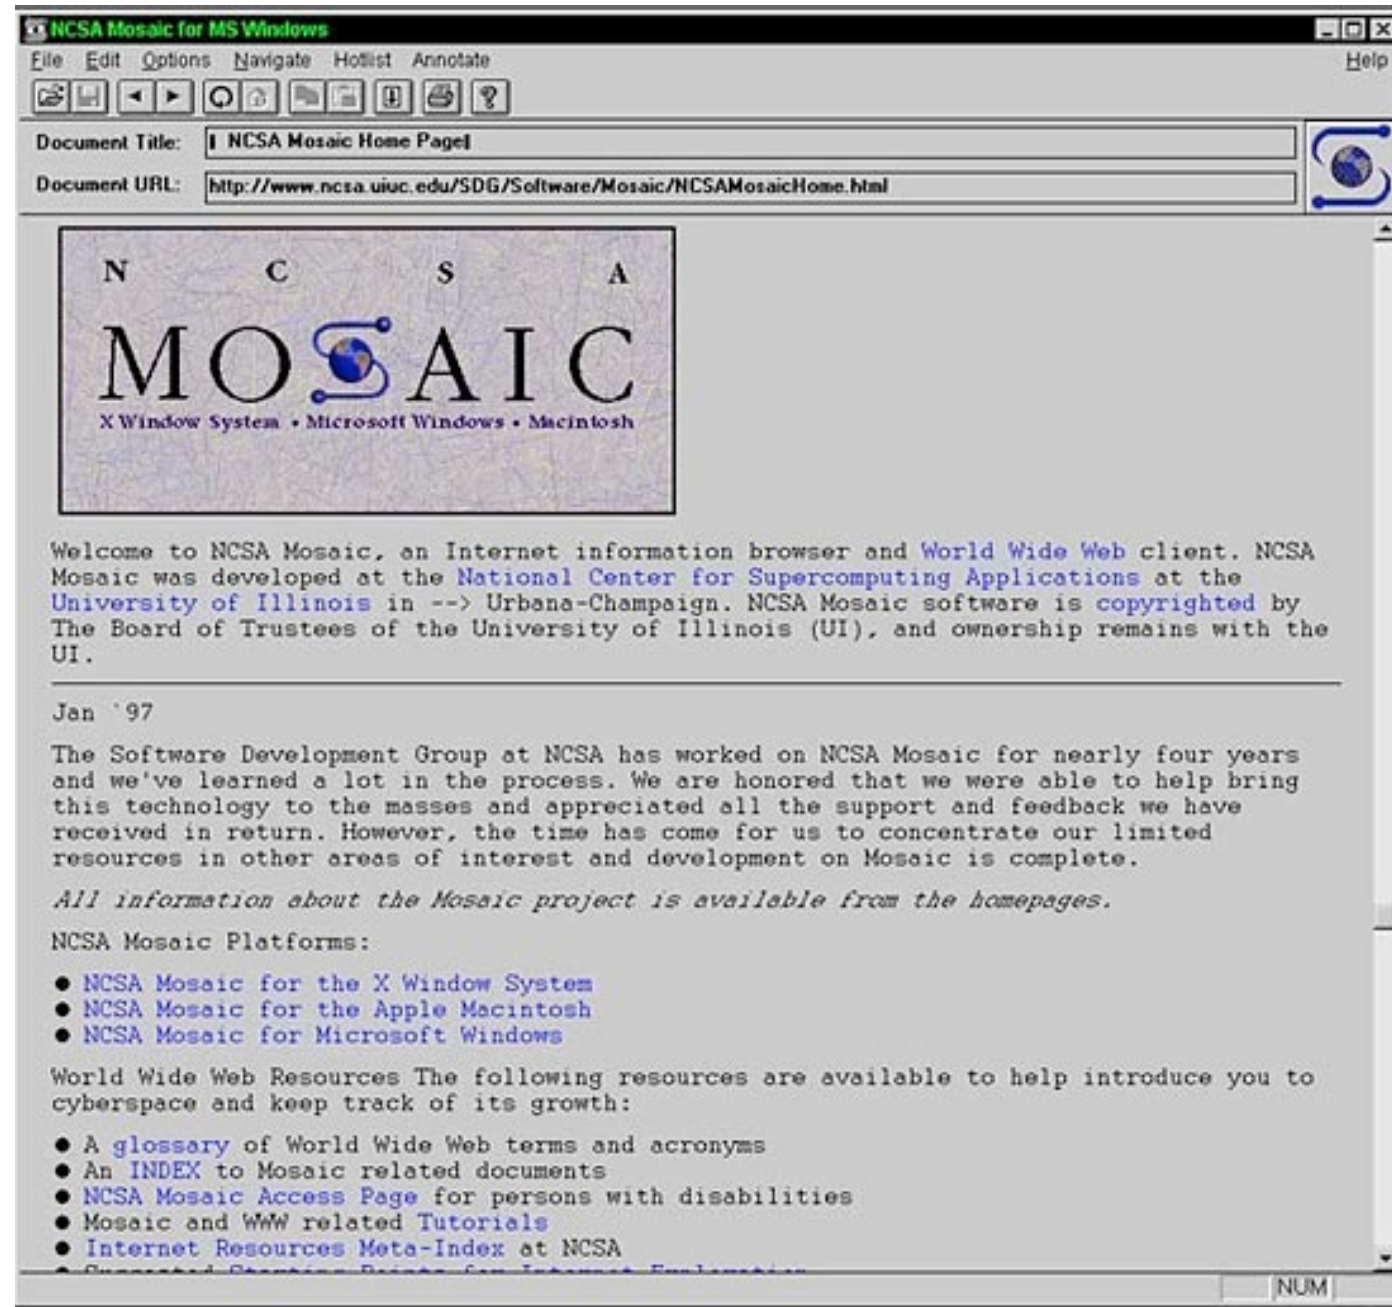 NCSA Mosaic for MS Windows
File Edit Options Navigate Hotlist Annotate Help
Document Title: NCSA Mosaic Home Page
Document URL: http://www.ncsa.uiuc.edu/SDG/Software/Mosaic/NCSAMosaicHome.html
N C S A
MOSAIC
X Window System • Microsoft Windows • Macintosh
Welcome to NCSA Mosaic, an Internet information browser and World Wide Web client. NCSA
Mosaic was developed at the National Center for Supercomputing Applications at the
University of Illinois in --> Urbana-Champaign. NCSA Mosaic software is copyrighted by
The Board of Trustees of the University of Illinois (UI), and ownership remains with the
UI.
Jan `97
The Software Development Group at NCSA has worked on NCSA Mosaic for nearly four years
and we've learned a lot in the process. We are honored that we were able to help bring
this technology to the masses and appreciated all the support and feedback we have
received in return. However, the time has come for us to concentrate our limited
resources in other areas of interest and development on Mosaic is complete.
All information about the Mosaic project is available from the homepages.
NCSA Mosaic Platforms:
● NCSA Mosaic for the X Window System
● NCSA Mosaic for the Apple Macintosh
● NCSA Mosaic for Microsoft Windows
World Wide Web Resources The following resources are available to help introduce you to
cyberspace and keep track of its growth:
● A glossary of World Wide Web terms and acronyms
● An INDEX to Mosaic related documents
● NCSA Mosaic Access Page for persons with disabilities
● Mosaic and WWW related Tutorials
● Internet Resources Meta-Index at NCSA
NUM